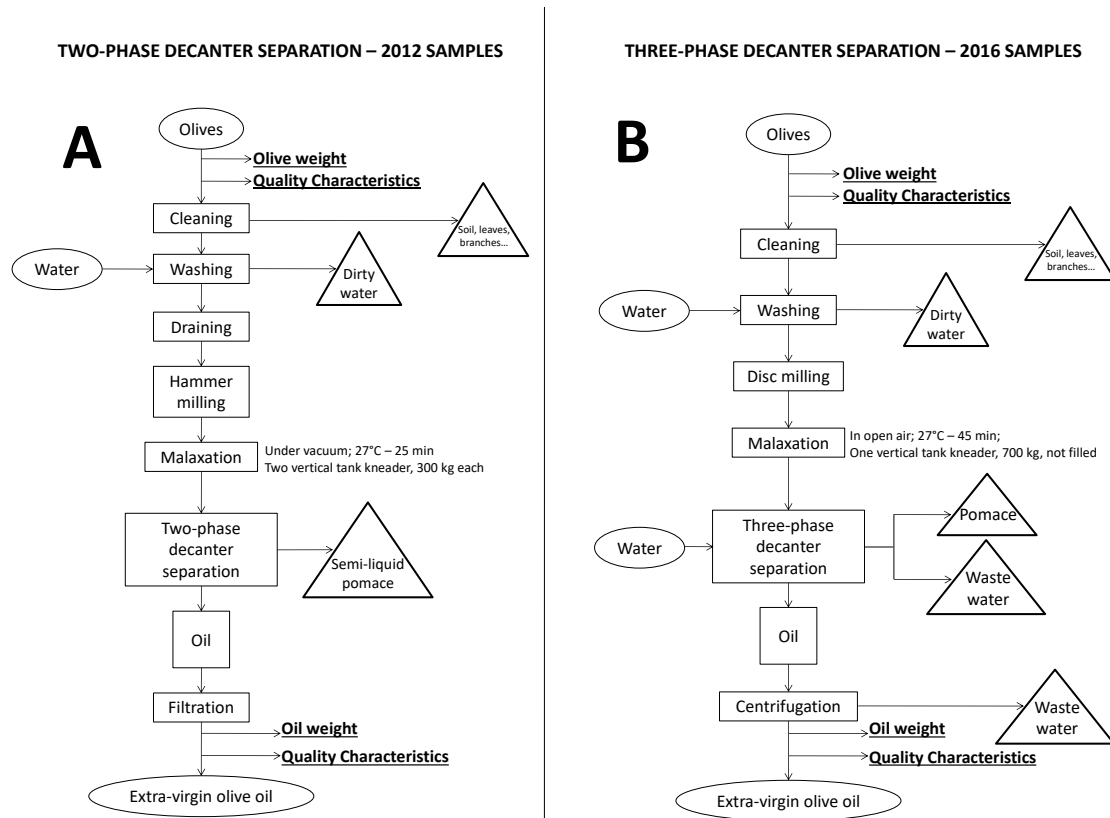 TWO-PHASE DECANTER SEPARATION – 2012 SAMPLES
A
Olives
Olive weight
Quality Characteristics
Cleaning
Soil, leaves,
branches...
Water
Washing
Dirty
water
Draining
Hammer
milling
Malaxation
Under vacuum; 27°C – 25 min
Two vertical tank kneader, 300 kg each
Two-phase
decanter
separation
Semi-liquid
pomace
Oil
Filtration
Oil weight
Quality Characteristics
Extra-virgin olive oil
THREE-PHASE DECANTER SEPARATION – 2016 SAMPLES
B
Olives
Olive weight
Quality Characteristics
Cleaning
Soil, leaves,
branches...
Water
Washing
Dirty
water
Disc milling
Malaxation
In open air; 27°C – 45 min;
One vertical tank kneader, 700 kg, not filled
Water
Three-phase
decanter
separation
Pomace
Waste
water
Oil
Centrifugation
Waste
water
Oil weight
Quality Characteristics
Extra-virgin olive oil